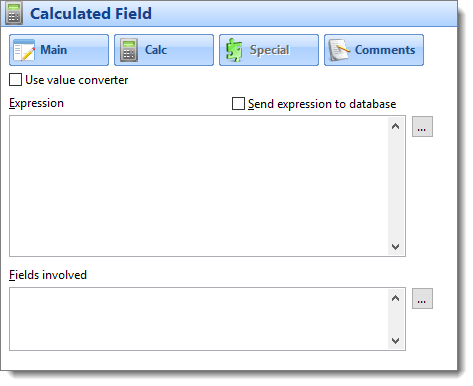 Calculated Field
Main Calc Special Comments
Use value converter
Expression Send expression to database
...
Fields involved
...